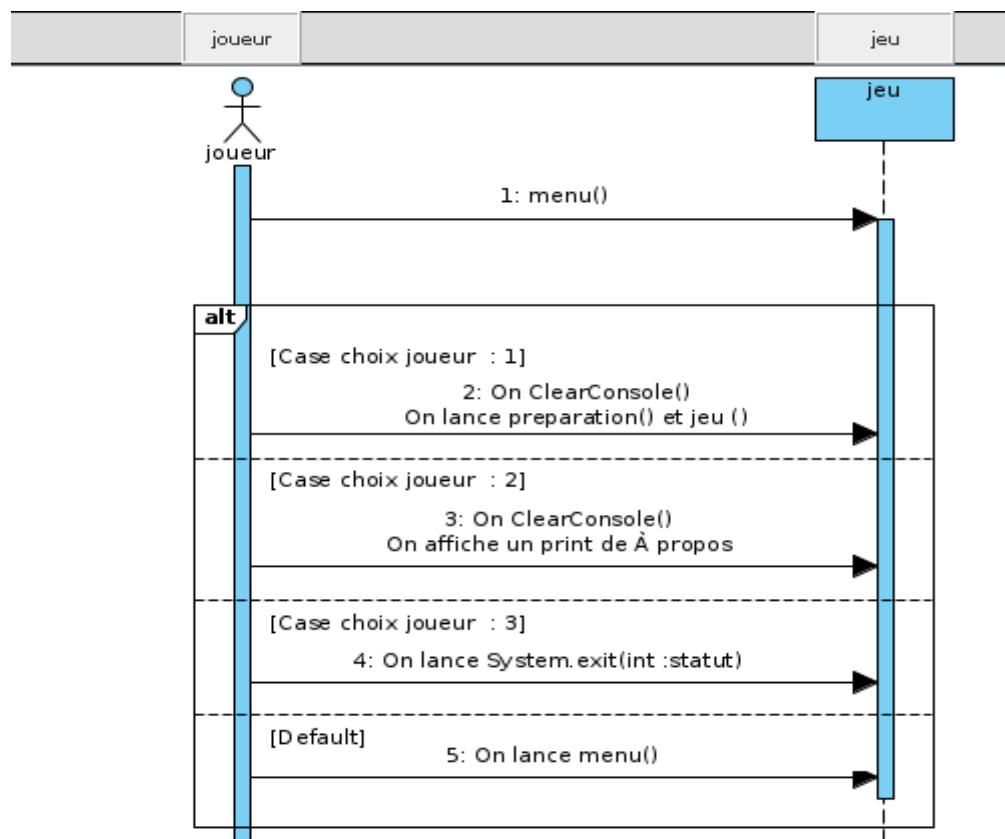 joueur
jeu
jeu
joueur
1: menu()
alt
[Case choix joueur  : 1]
2: On ClearConsole()
On lance preparation() et jeu ()
[Case choix joueur  : 2]
3: On ClearConsole()
On affiche un print de À propos
[Case choix joueur  : 3]
4: On lance System.exit(int :statut)
[Default]
5: On lance menu()